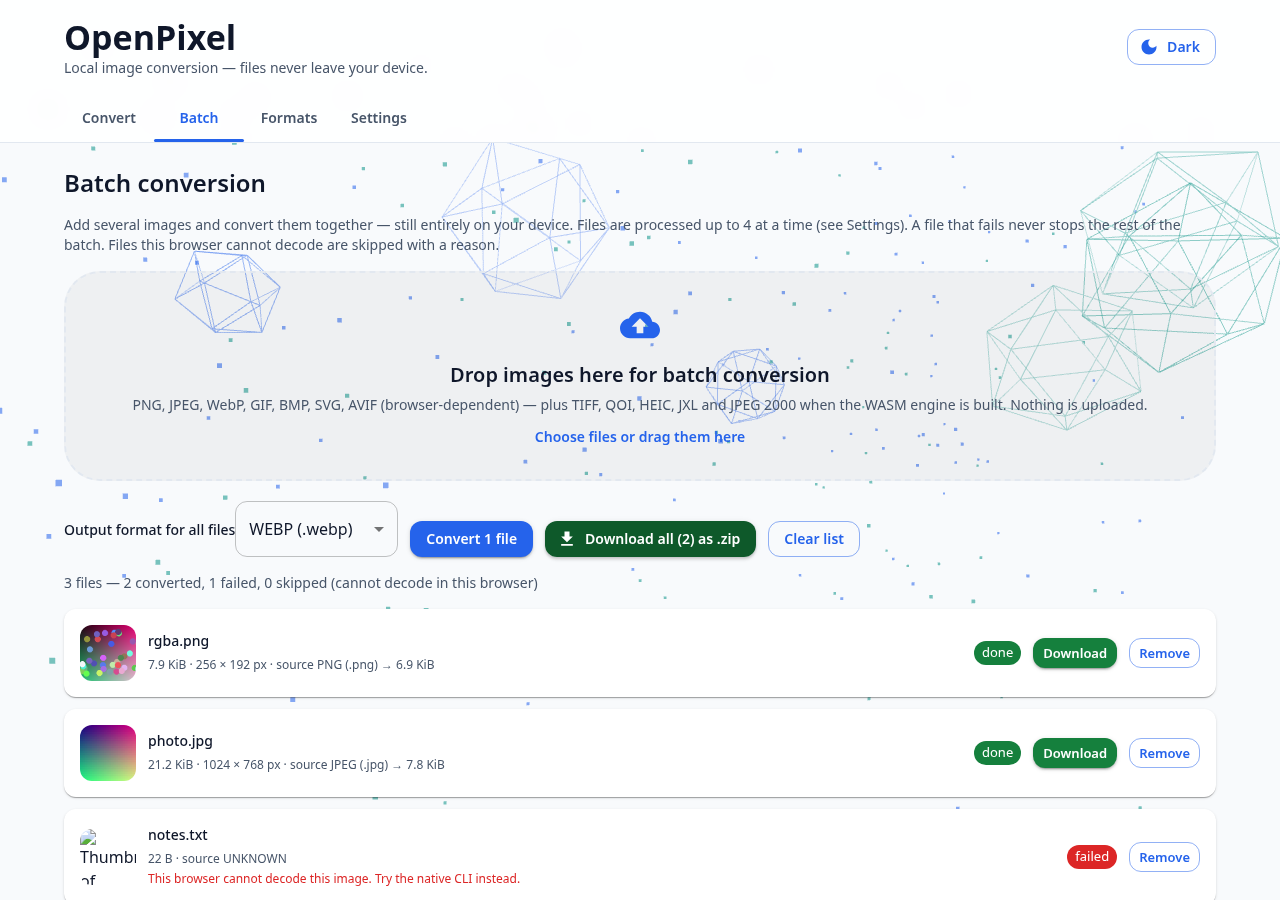 OpenPixel
Local image conversion — files never leave your device.
Dark
Convert
Batch
Formats
Settings
Batch conversion
Add several images and convert them together — still entirely on your device. Files are processed up to 4 at a time (see Settings). A file that fails never stops the rest of the
batch. Files this browser cannot decode are skipped with a reason.
Drop images here for batch conversion
PNG, JPEG, WebP, GIF, BMP, SVG, AVIF (browser-dependent) — plus TIFF, QOI, HEIC, JXL and JPEG 2000 when the WASM engine is built. Nothing is uploaded.
Choose files or drag them here
Output format for all files
WEBP (.webp)
Convert 1 file
Download all (2) as .zip
Clear list
3 files — 2 converted, 1 failed, 0 skipped (cannot decode in this browser)
rgba.png
7.9 KiB · 256 × 192 px · source PNG (.png) → 6.9 KiB
done
Download
Remove
photo.jpg
21.2 KiB · 1024 × 768 px · source JPEG (.jpg) → 7.8 KiB
done
Download
Remove
Thumb
of
notes.txt
22 B · source UNKNOWN
This browser cannot decode this image. Try the native CLI instead.
failed
Remove